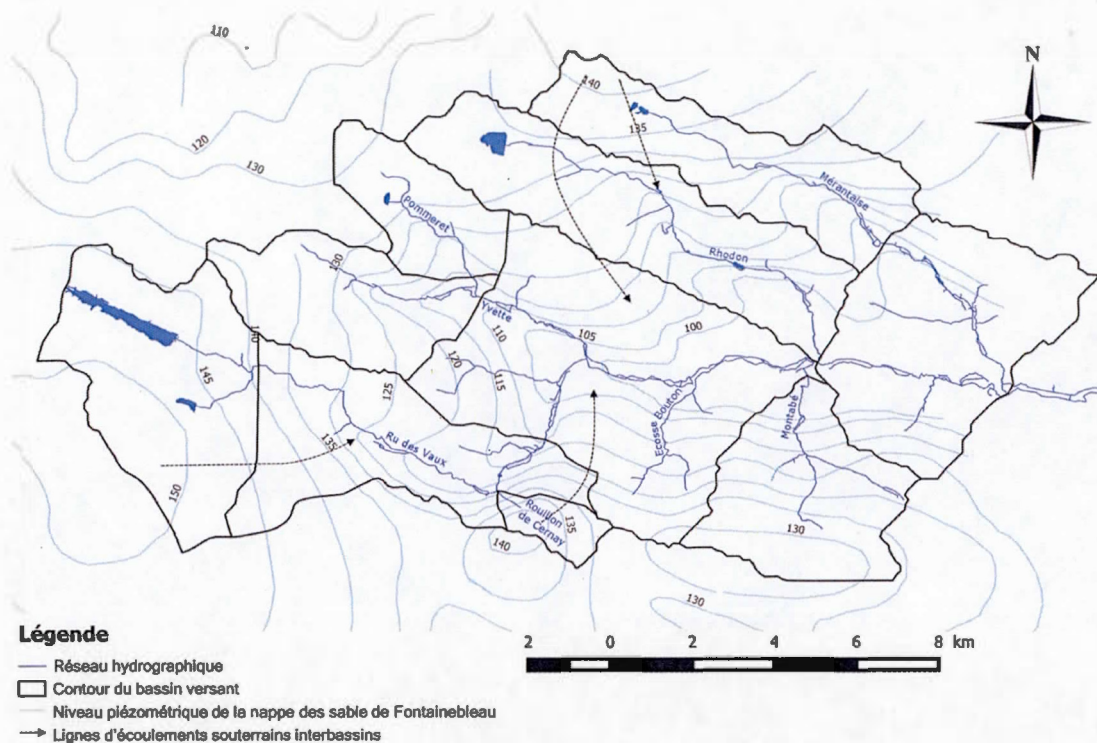 110
N
140
135
120
130
Mérantaise
Pommeret
Rhodon
130
Yvette
105
100
110
140
120
115
145
125
Ecosse Bouton
Montabé
135
Ru des Vaux
150
Rouillon
de Cernay
135
130
140
130
Légende
2 0 2 4 6 8 km
Réseau hydrographique
Contour du bassin versant
Niveau piézométrique de la nappe des sable de Fontainebleau
Lignes d'écoulements souterrains interbassins